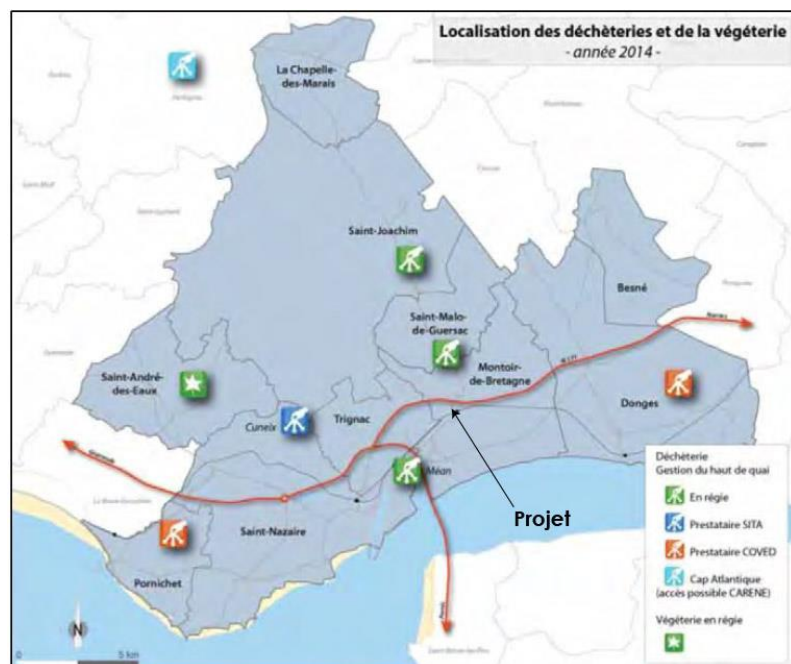 Localisation des déchèteries et de la végéterie
- année 2014 -
La Chapelle-
des-Marais
Herbignac
Saint-Joachim
Besné
Saint-Malo-
de-Guersac
Montoir-
de-Bretagne
Saint-André-
des-Eaux
Cuneix
Trignac
Donges
Méan
Projet
Saint-Nazaire
Pornichet
N
0
5 km
Déchèterie
Gestion du haut de quai
En régie
Prestataire SITA
Prestataire COVED
Cap Atlantique
(accès possible CARENE)
Végéterie en régie